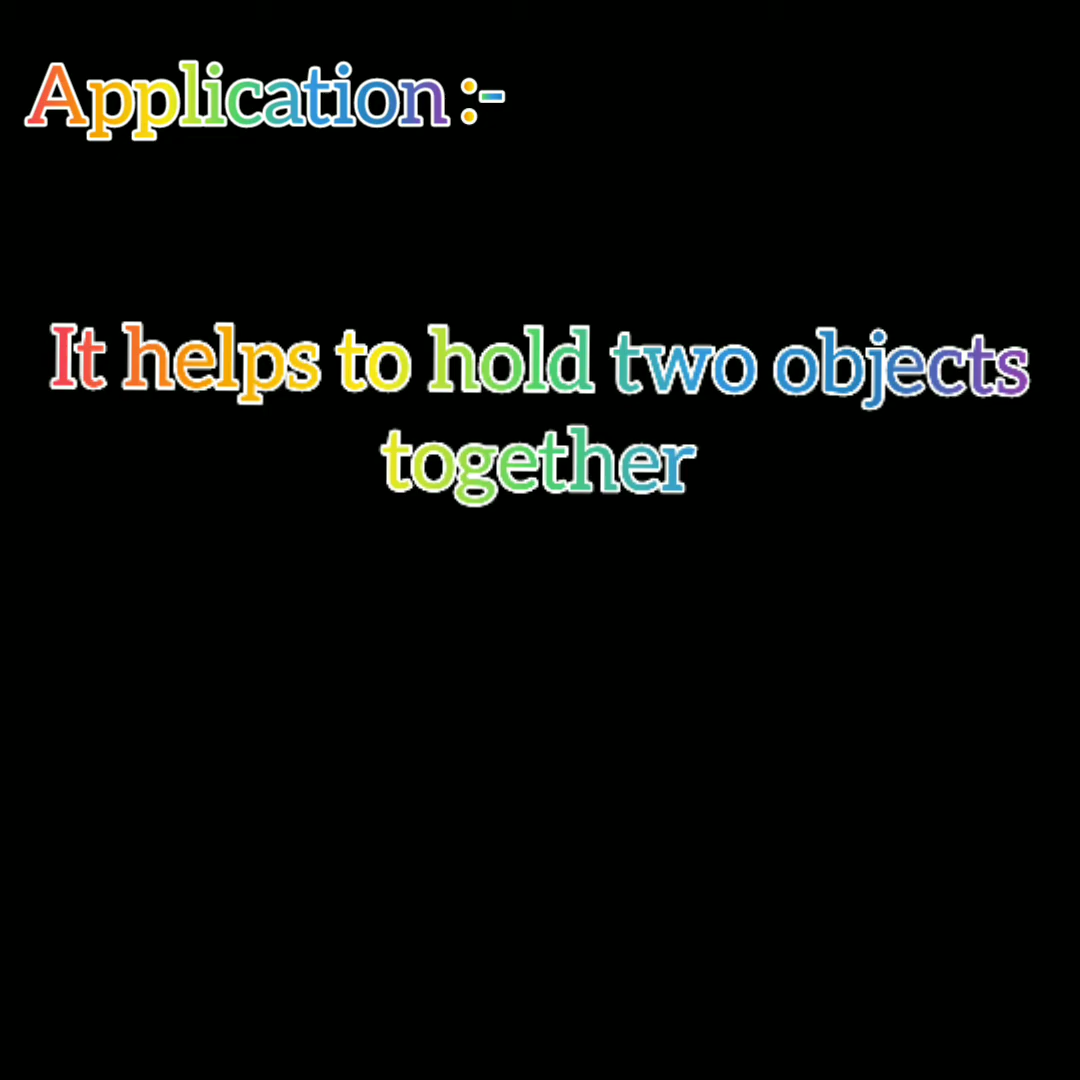 Application :-
It helps to hold two objects
together